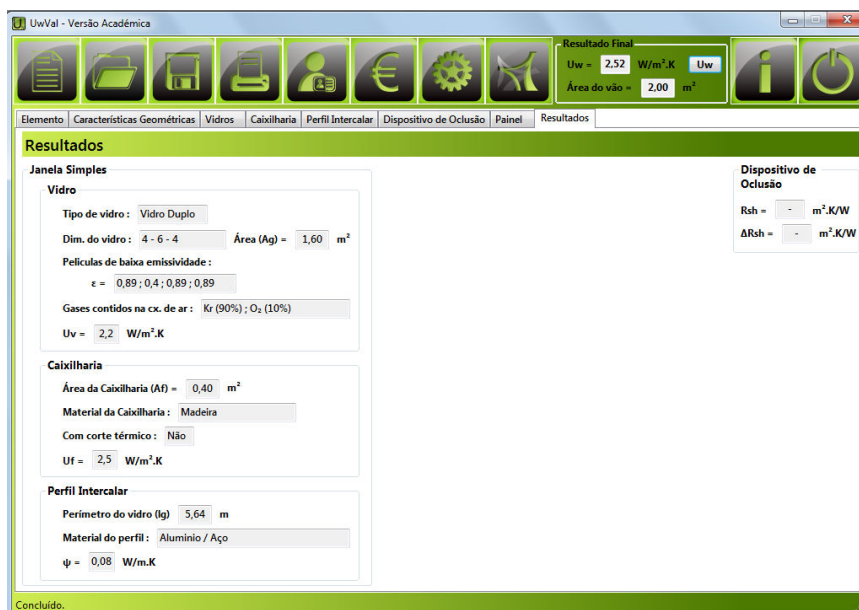 UwVal - Versão Académica
Resultado Final
Uw = 2,52 W/m².K Uw
Área do vão = 2,00 m²
Elemento Características Geométricas Vidros Caixilharia Perfil Intercalar Dispositivo de Oclusão Painel Resultados
Resultados
Janela Simples
Vidro
Tipo de vidro : Vidro Duplo
Dim. do vidro : 4 - 6 - 4 Área (Ag) = 1,60 m²
Peliculas de baixa emissividade :
ε = 0,89 ; 0,4 ; 0,89 ; 0,89
Gases contidos na cx. de ar : Kr (90%) ; O₂ (10%)
Uv = 2,2 W/m².K
Caixilharia
Área da Caixilharia (Af) = 0,40 m²
Material da Caixilharia : Madeira
Com corte térmico : Não
Uf = 2,5 W/m².K
Perfil Intercalar
Perímetro do vidro (lg) 5,64 m
Material do perfil : Aluminio / Aço
ψ = 0,08 W/m.K
Dispositivo de
Oclusão
Rsh = - m².K/W
ΔRsh = - m².K/W
Concluído.